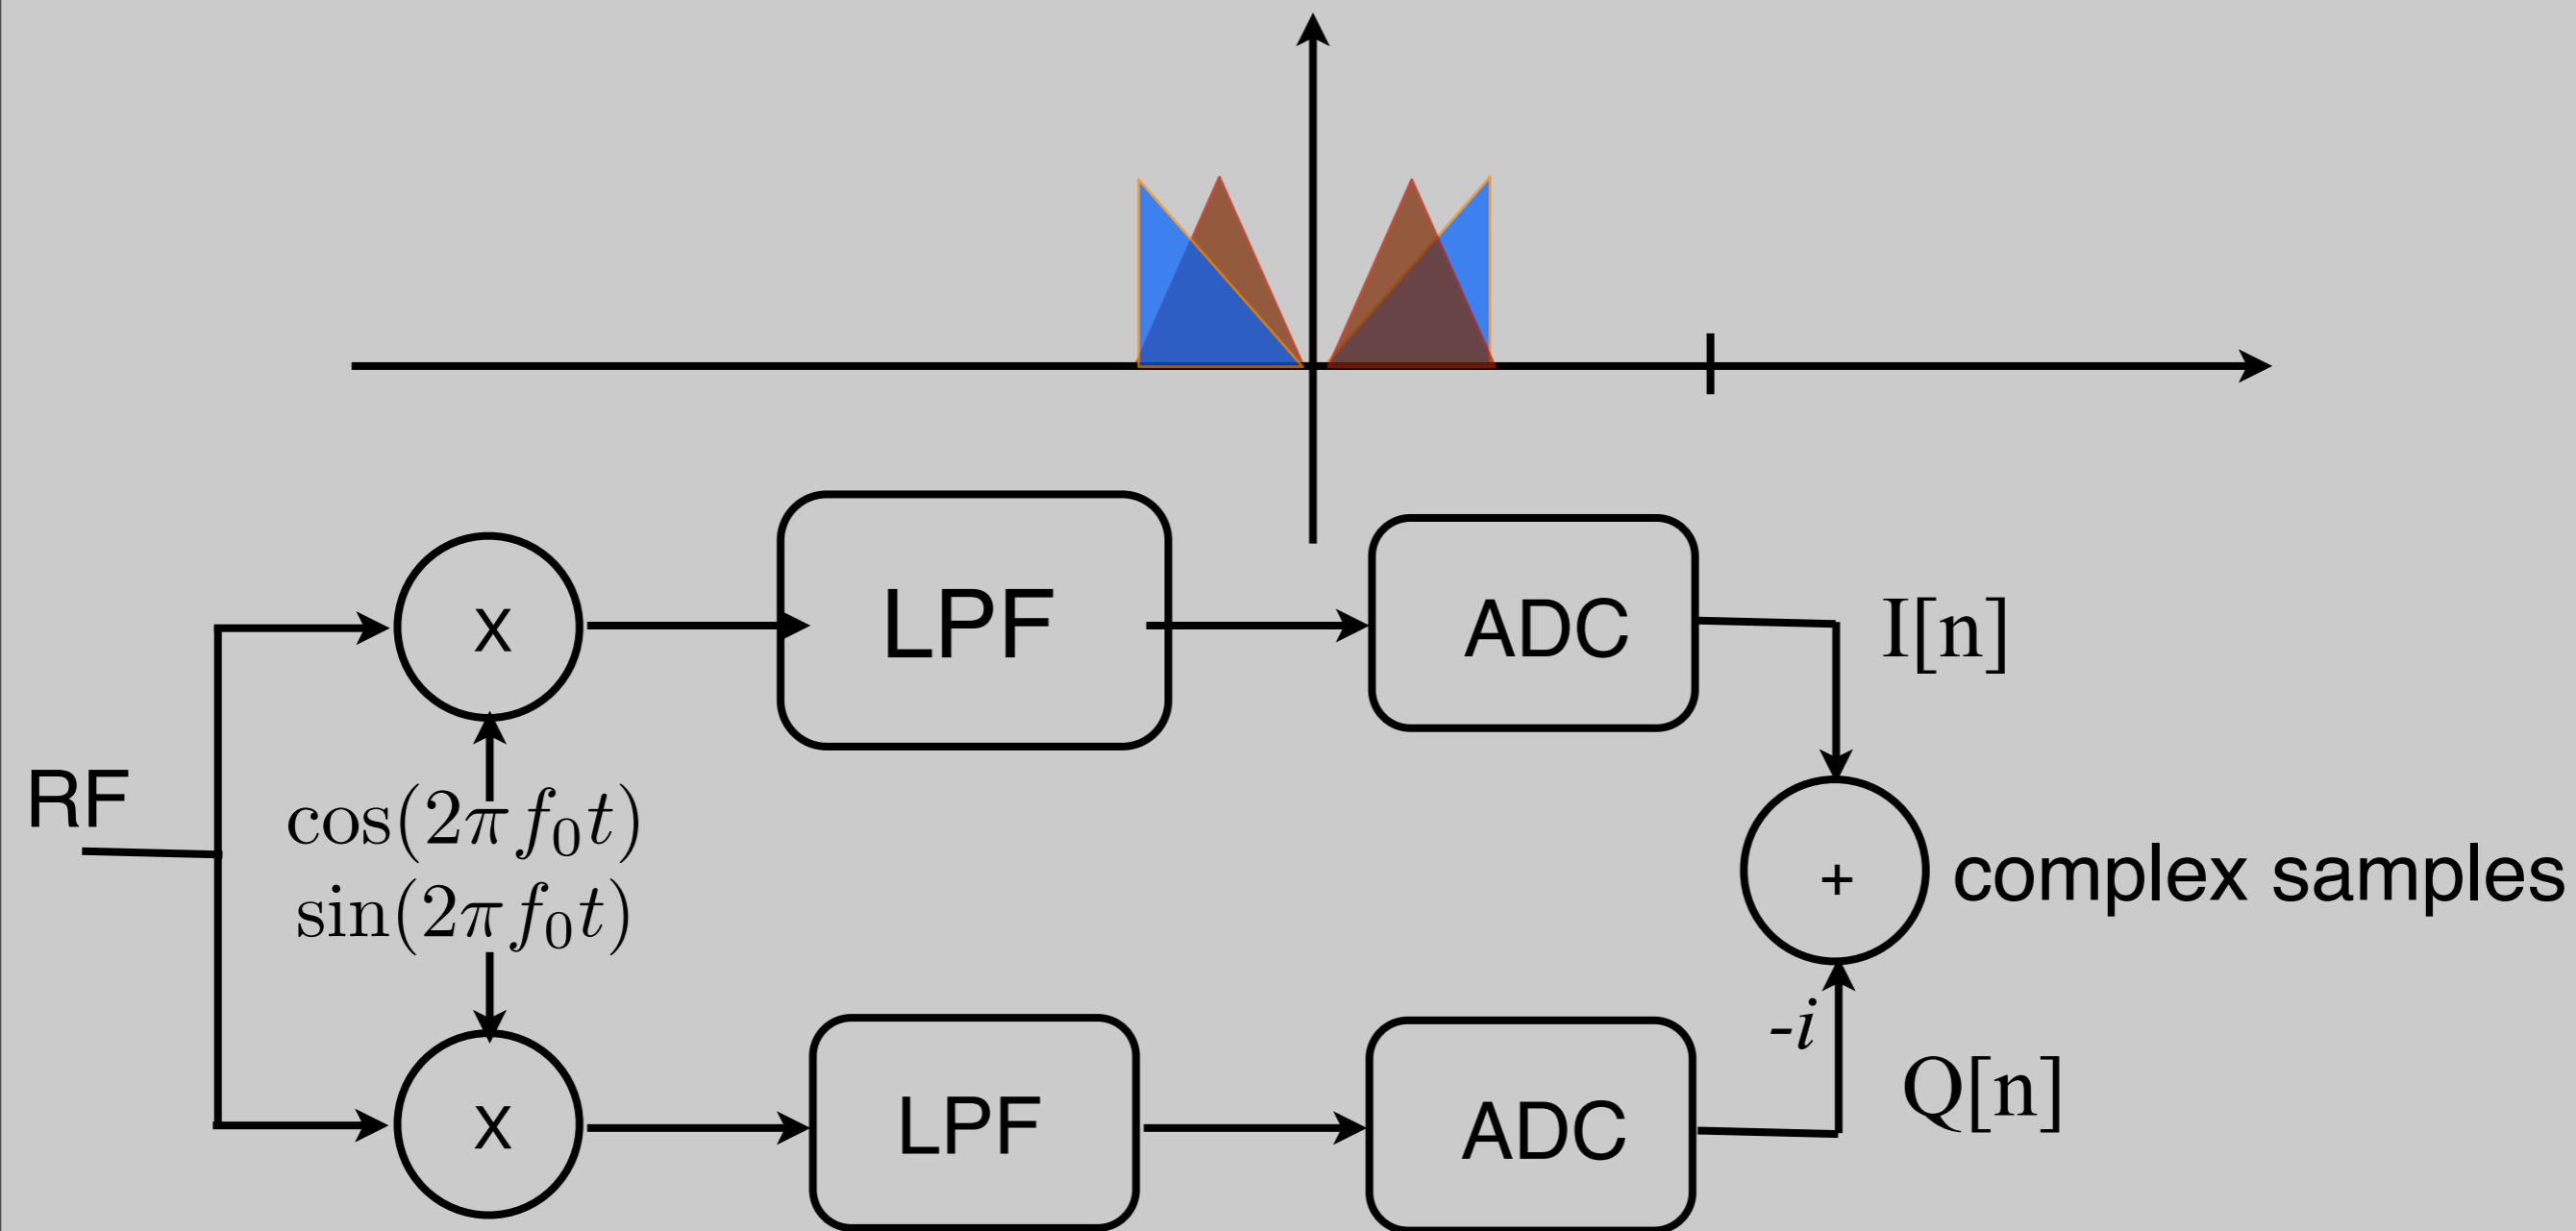 x
LPF
ADC
I[n]
RF
cos(2πf₀t)
sin(2πf₀t)
+
complex samples
-i
x
LPF
ADC
Q[n]